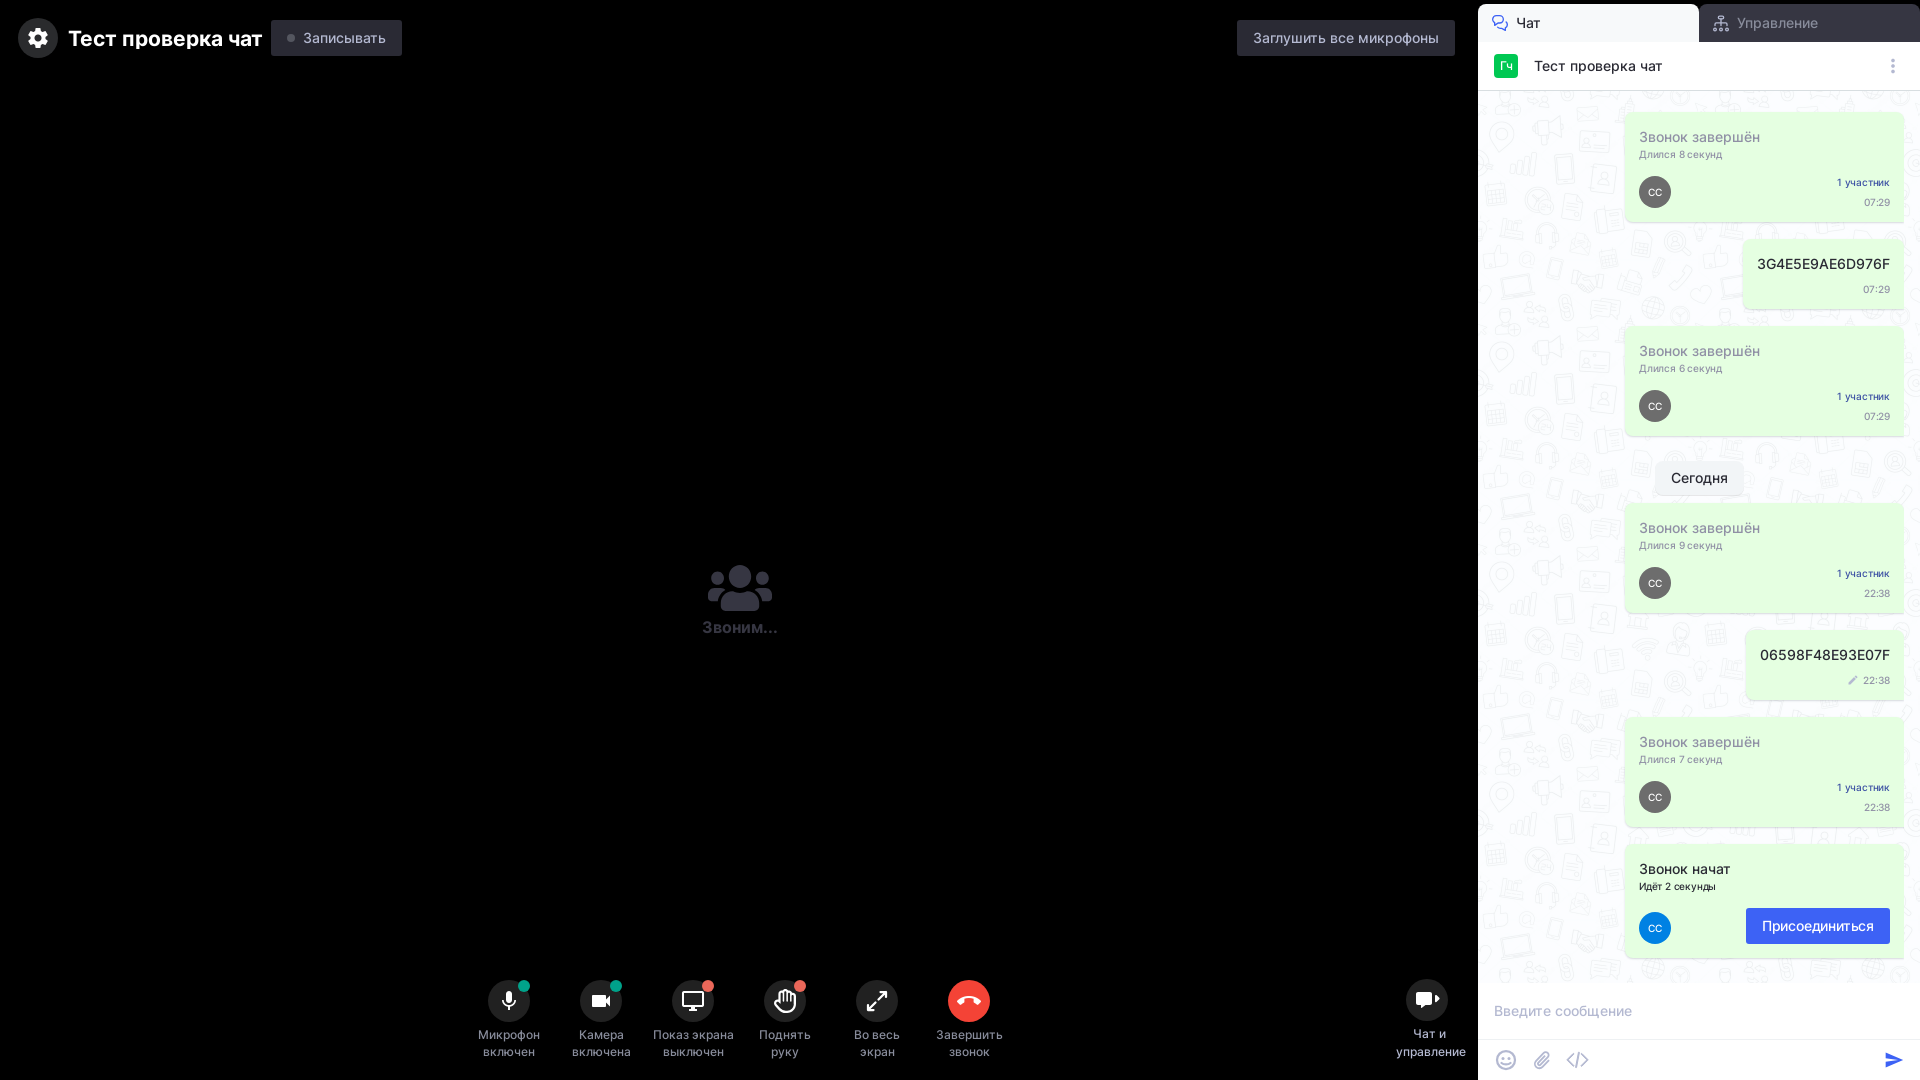 Тест проверка чат
Записывать
Заглушить все микрофоны
Звоним...
Микрофон
включен
Камера
включена
Показ экрана
выключен
Поднять
руку
Во весь
экран
Завершить
звонок
Чат и
управление
Чат
Управление
Гч
Тест проверка чат
Звонок завершён
Длился 8 секунд
СС
1 участник
07:29
3G4E5E9AE6D976F
07:29
Звонок завершён
Длился 6 секунд
СС
1 участник
07:29
Сегодня
Звонок завершён
Длился 9 секунд
СС
1 участник
22:38
06598F48E93E07F
22:38
Звонок завершён
Длился 7 секунд
СС
1 участник
22:38
Звонок начат
Идёт 2 секунды
СС
Присоединиться
Введите сообщение